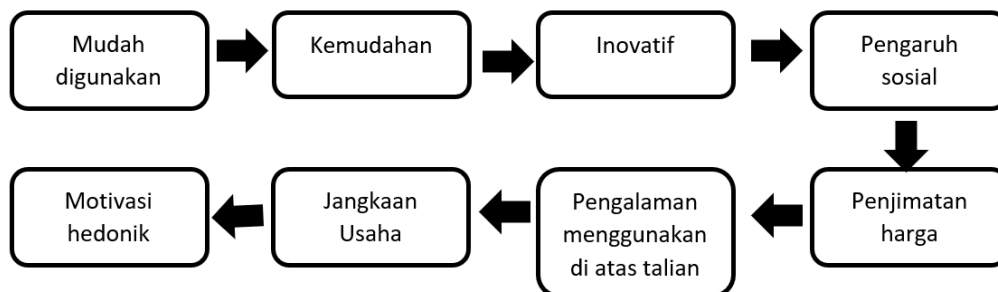 Mudah
digunakan
Kemudahan
Inovatif
Pengaruh
sosial
Penjimatan
harga
Pengalaman
menggunakan
di atas talian
Jangkaan
Usaha
Motivasi
hedonik